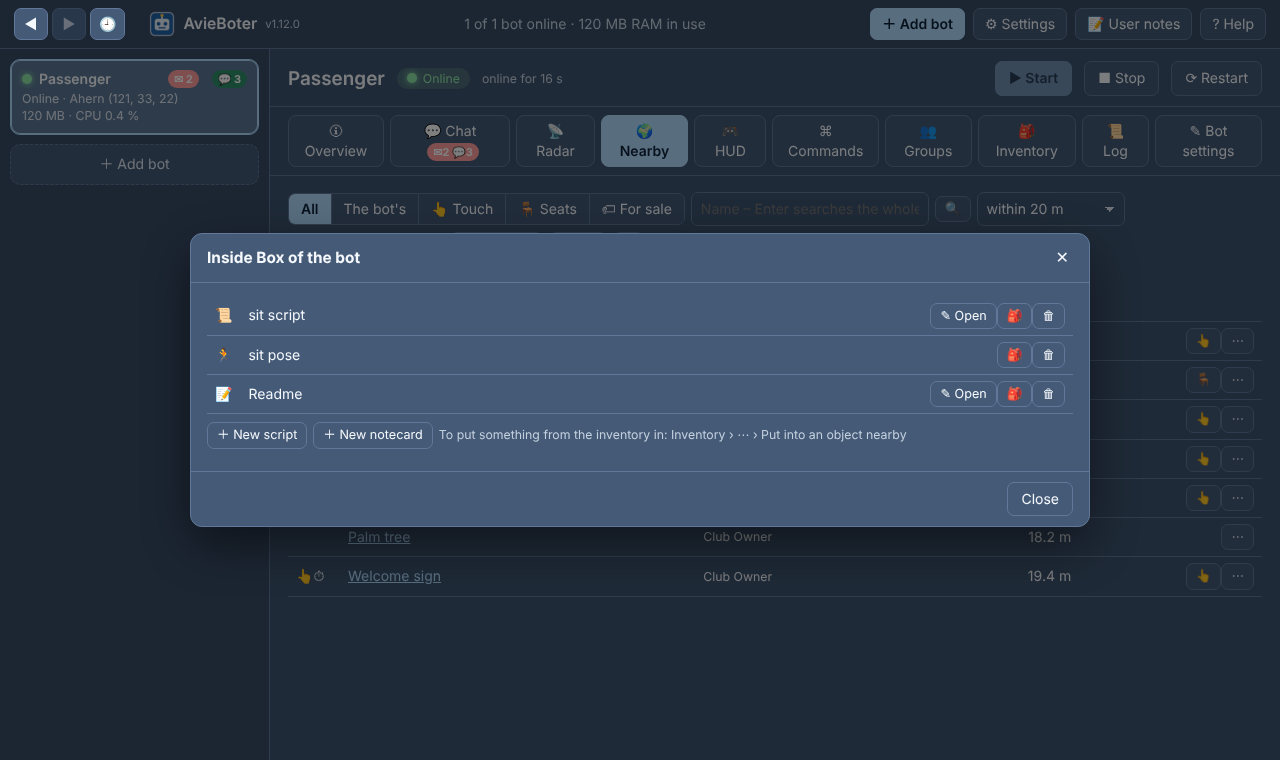 AvieBoter v1.12.0
1 of 1 bot online · 120 MB RAM in use
+ Add bot
Settings
User notes
? Help
Passenger
2
3
Online · Ahern (121, 33, 22)
120 MB · CPU 0.4 %
+ Add bot
Passenger
Online
online for 16 s
Start
Stop
Restart
Overview
Chat
2 3
Radar
Nearby
HUD
Commands
Groups
Inventory
Log
Bot
settings
All
The bot's
Touch
Seats
For sale
Name – Enter searches the whole
within 20 m
Inside Box of the bot
sit script
Open
sit pose
Readme
Open
+ New script
+ New notecard
To put something from the inventory in: Inventory › ⋯ › Put into an object nearby
Close
Palm tree
Club Owner
18.2 m
Welcome sign
Club Owner
19.4 m